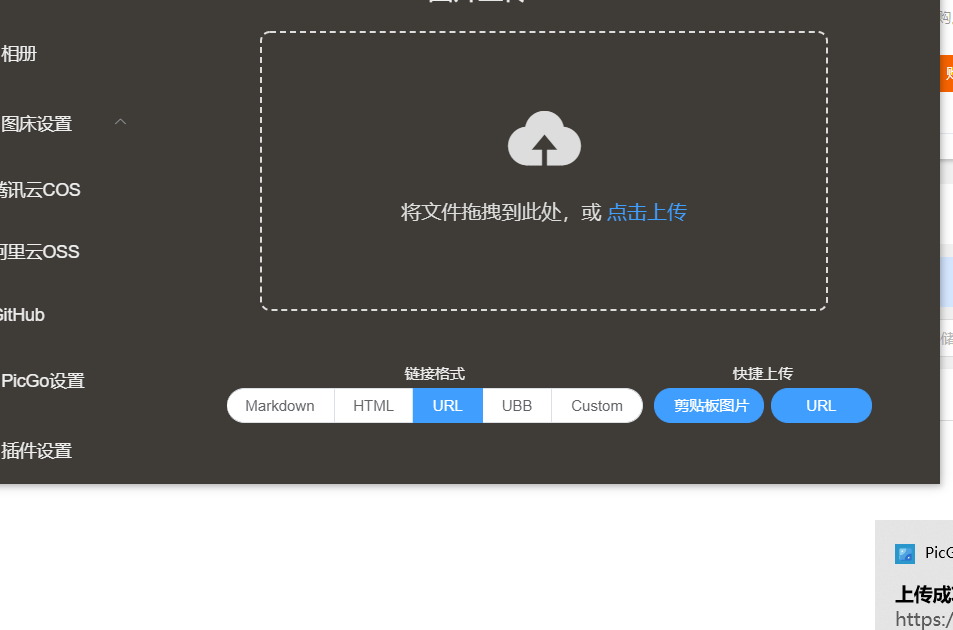 相册
图床设置
腾讯云COS
阿里云OSS
GitHub
PicGo设置
插件设置
将文件拖拽到此处，或 点击上传
链接格式
快捷上传
Markdown HTML URL UBB Custom
剪贴板图片 URL
购
储
PicG
上传成
https:/